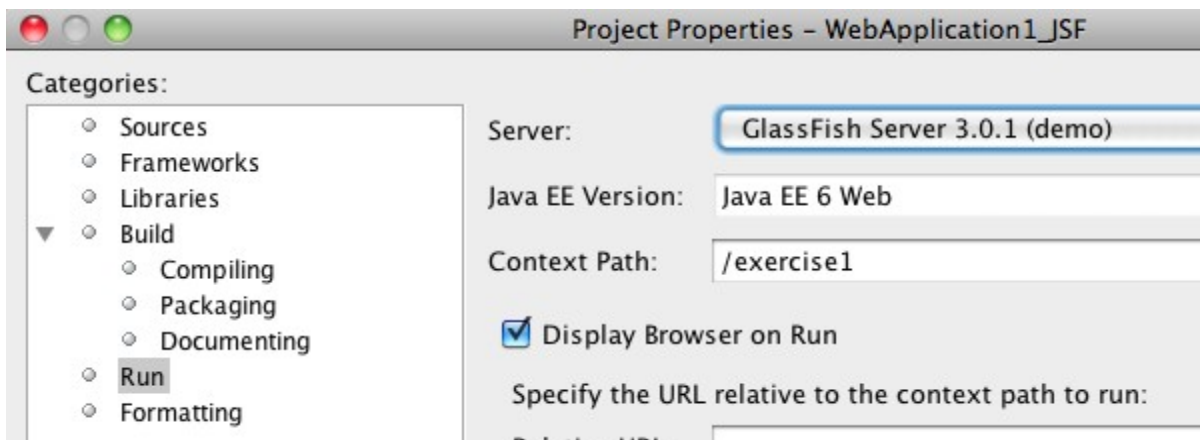 Project Properties – WebApplication1_JSF
Categories:
Sources
Frameworks
Libraries
Build
Compiling
Packaging
Documenting
Run
Formatting
Server:
GlassFish Server 3.0.1 (demo)
Java EE Version:
Java EE 6 Web
Context Path:
/exercise1
Display Browser on Run
Specify the URL relative to the context path to run: